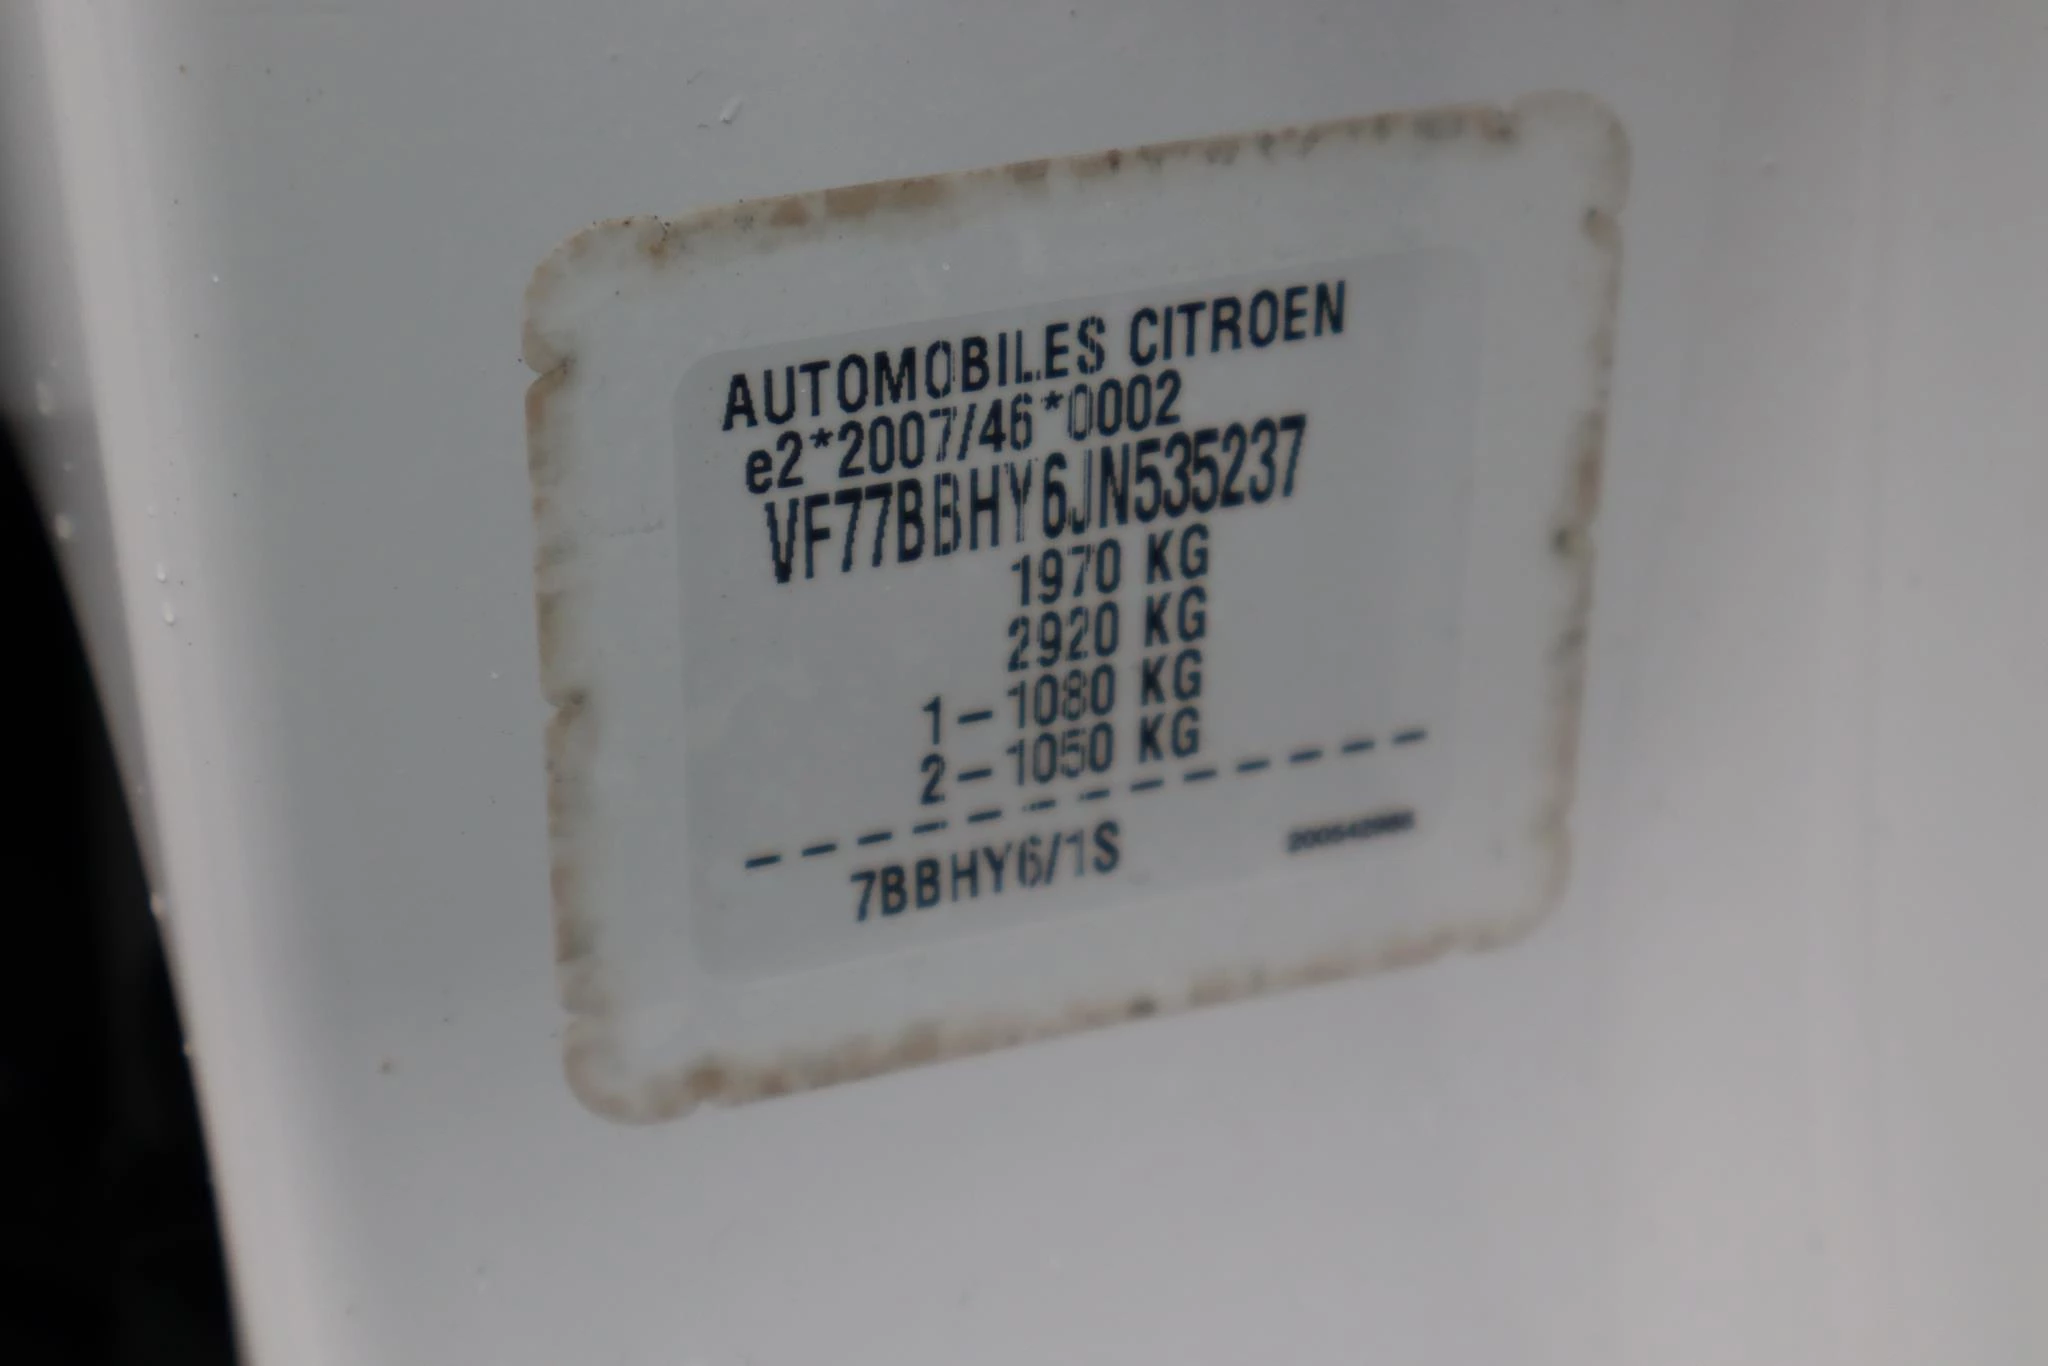 AUTOMOBILES CITROEN
e2*2007/46*0002
VF77BBHY6JN535237
1970 KG
2920 KG
1-1080 KG
2-1050 KG
7BBHY6/1S